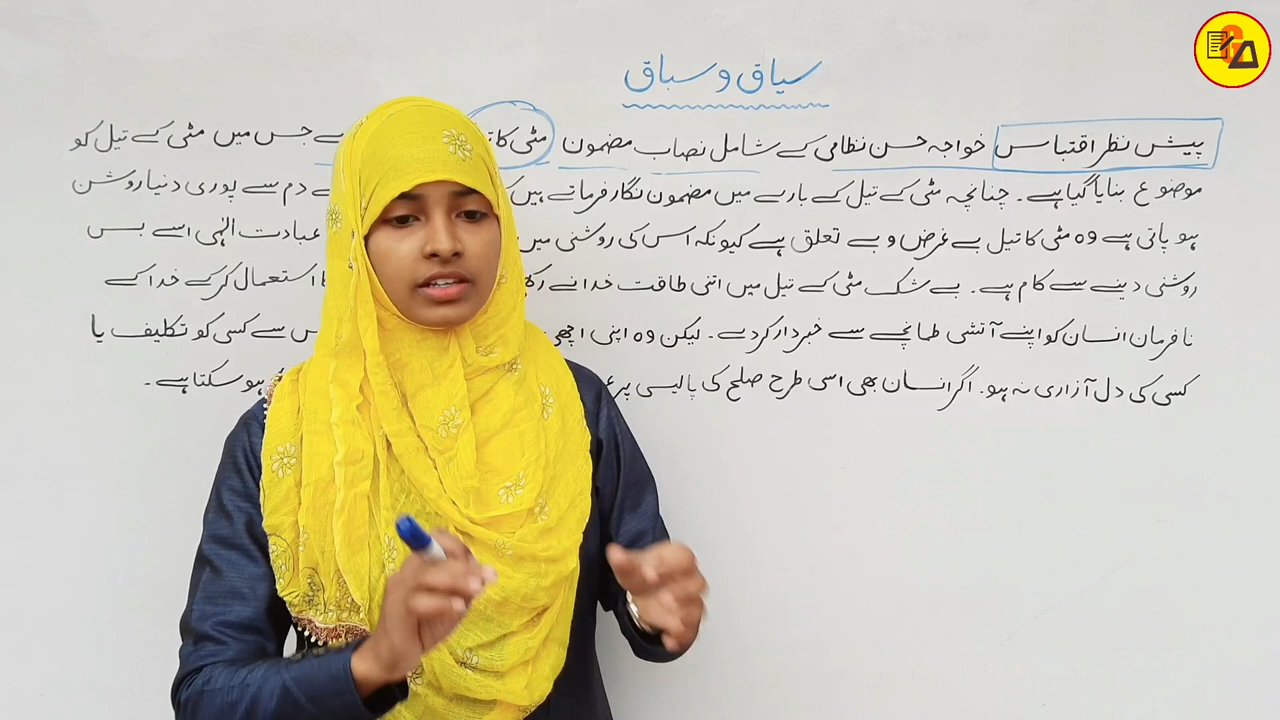 سیاق و سباق
پیش نظر اقتباس خواجہ حسن نظامی کے شامل نصاب مضمون مٹی کا ہے جس میں مٹی کے تیل کو
موضوع بنایا گیا ہے۔ چنانچہ مٹی کے تیل کے بارے میں مضمون نگار فرماتے ہیں کے دم سے پوری دنیا روشن
ہو پاتی ہے وہ مٹی کا تیل بے غرض و بے تعلق ہے کیونکہ اس کی روشنی میں عبادت الٰہی اسے بس
روشنی دینے سے کام ہے۔ بے شک مٹی کے تیل میں اتنی طاقت خدا نے استعمال کرکے خدا کے
نافرمان انسان کو اپنے آتشی طمانچے سے خبردار کردے۔ لیکن وہ اپنی سے کسی کو تکلیف یا
کسی کی دل آزاری نہ ہو۔ اگر انسان بھی اسی طرح صلح کی پالیسی پر ہوسکتا ہے۔